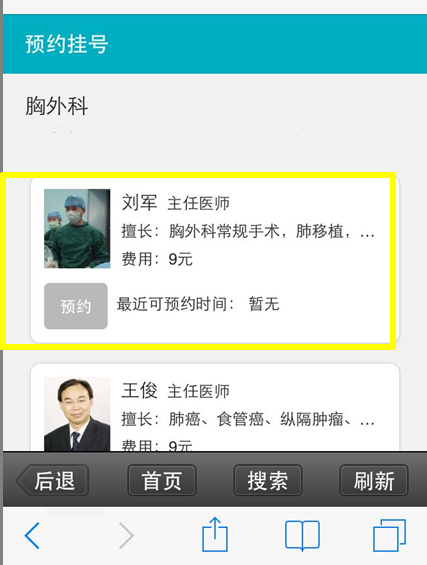 预约挂号
胸外科
刘军 主任医师
擅长：胸外科常规手术，肺移植，...
费用：9元
预约 最近可预约时间： 暂无
王俊 主任医师
擅长：肺癌、食管癌、纵隔肿瘤、...
费用：9元
后退 首页 搜索 刷新